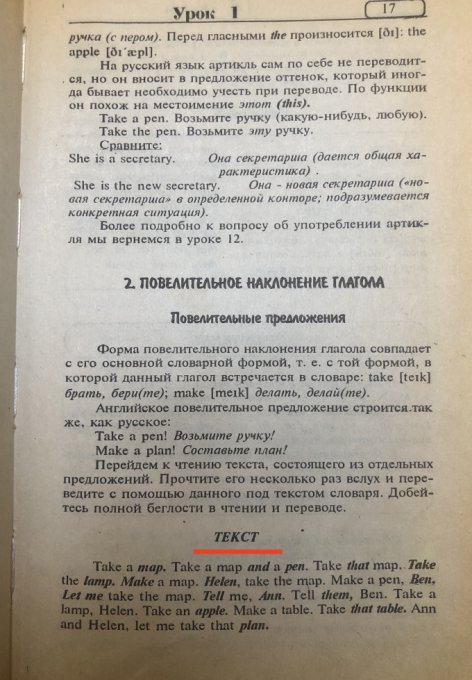 Урок 1
17
ручка (с пером). Перед гласными the произносится [ðı]: the
apple [ðı´æpl].
На русский язык артикль сам по себе не переводит-
ся, но он вносит в предложение оттенок, который иног-
да бывает необходимо учесть при переводе. По функции
он похож на местоимение этот (this).
Take a pen. Возьмите ручку (какую-нибудь, любую).
Take the pen. Возьмите эту ручку.
Сравните:
She is a secretary. Она секретарша (дается общая ха-
рактеристика) .
She is the new secretary. Она - новая секретарша («но-
вая секретарша» в определенной конторе; подразумевается
конкретная ситуация).
Более подробно к вопросу об употреблении артик-
ля мы вернемся в уроке 12.
2. ПОВЕЛИТЕЛЬНОЕ НАКЛОНЕНИЕ ГЛАГОЛА
Повелительные предложения
Форма повелительного наклонения глагола совпадает
с его основной словарной формой, т. е. с той формой, в
которой данный глагол встречается в словаре: take [teık]
брать, бери(те); make [meık] делать, делай(те).
Английское повелительное предложение строится так
же, как русское:
Take a pen! Возьмите ручку!
Make a plan! Составьте план!
Перейдем к чтению текста, состоящего из отдельных
предложений. Прочтите его несколько раз вслух и пере-
ведите с помощью данного под текстом словаря. Добей-
тесь полной беглости в чтении и переводе.
ТЕКСТ
Take a map. Take a map and a pen. Take that map. Take
the lamp. Make a map. Helen, take the map. Make a pen, Ben.
Let me take the map. Tell me, Ann. Tell them, Ben. Take a
lamp, Helen. Take an apple. Make a table. Take that table. Ann
and Helen, let me take that plan.